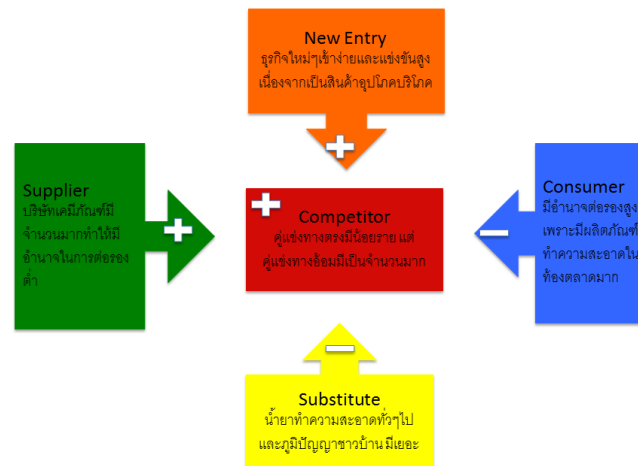 New Entry
ธุรกิจใหม่ๆเข้าง่ายและแข่งขันสูง
เนื่องจากเป็นสินค้าอุปโภคบริโภค
Supplier
บริษัทเคมีภัณฑ์มี
จำนวนมากทำให้มี
อำนาจในการต่อรอง
ต่ำ
Competitor
คู่แข่งทางตรงมีน้อยราย แต่
คู่แข่งทางอ้อมมีเป็นจำนวนมาก
Consumer
มีอำนาจต่อรองสูง
เพราะมีผลิตภัณฑ์
ทำความสะอาดใน
ท้องตลาดมาก
Substitute
น้ำยาทำความสะอาดทั่วๆไป
และภูมิปัญญาชาวบ้าน มีเยอะ